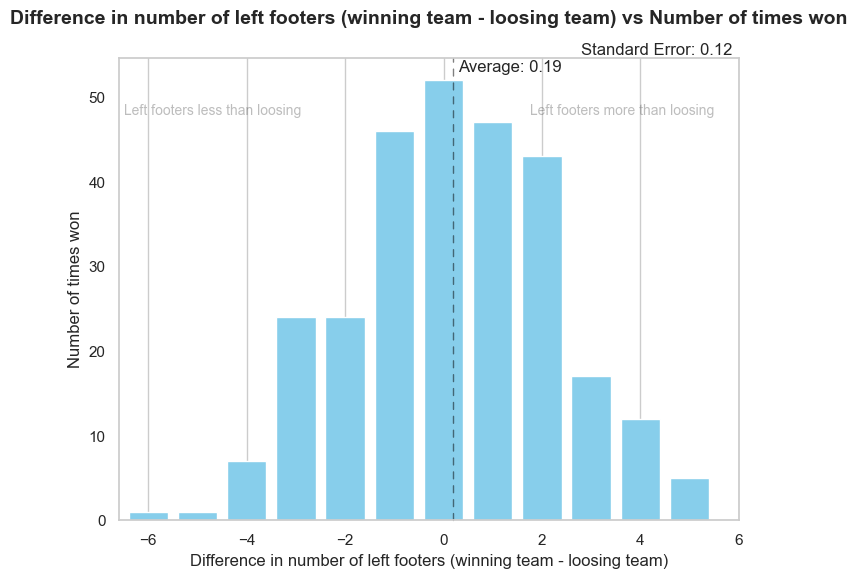 Difference in number of left footers (winning team - loosing team) vs Number of times won
Standard Error: 0.12
Average: 0.19
Left footers less than loosing
Left footers more than loosing
Number of times won
50
40
30
20
10
0
−6
−4
−2
0
2
4
6
Difference in number of left footers (winning team - loosing team)